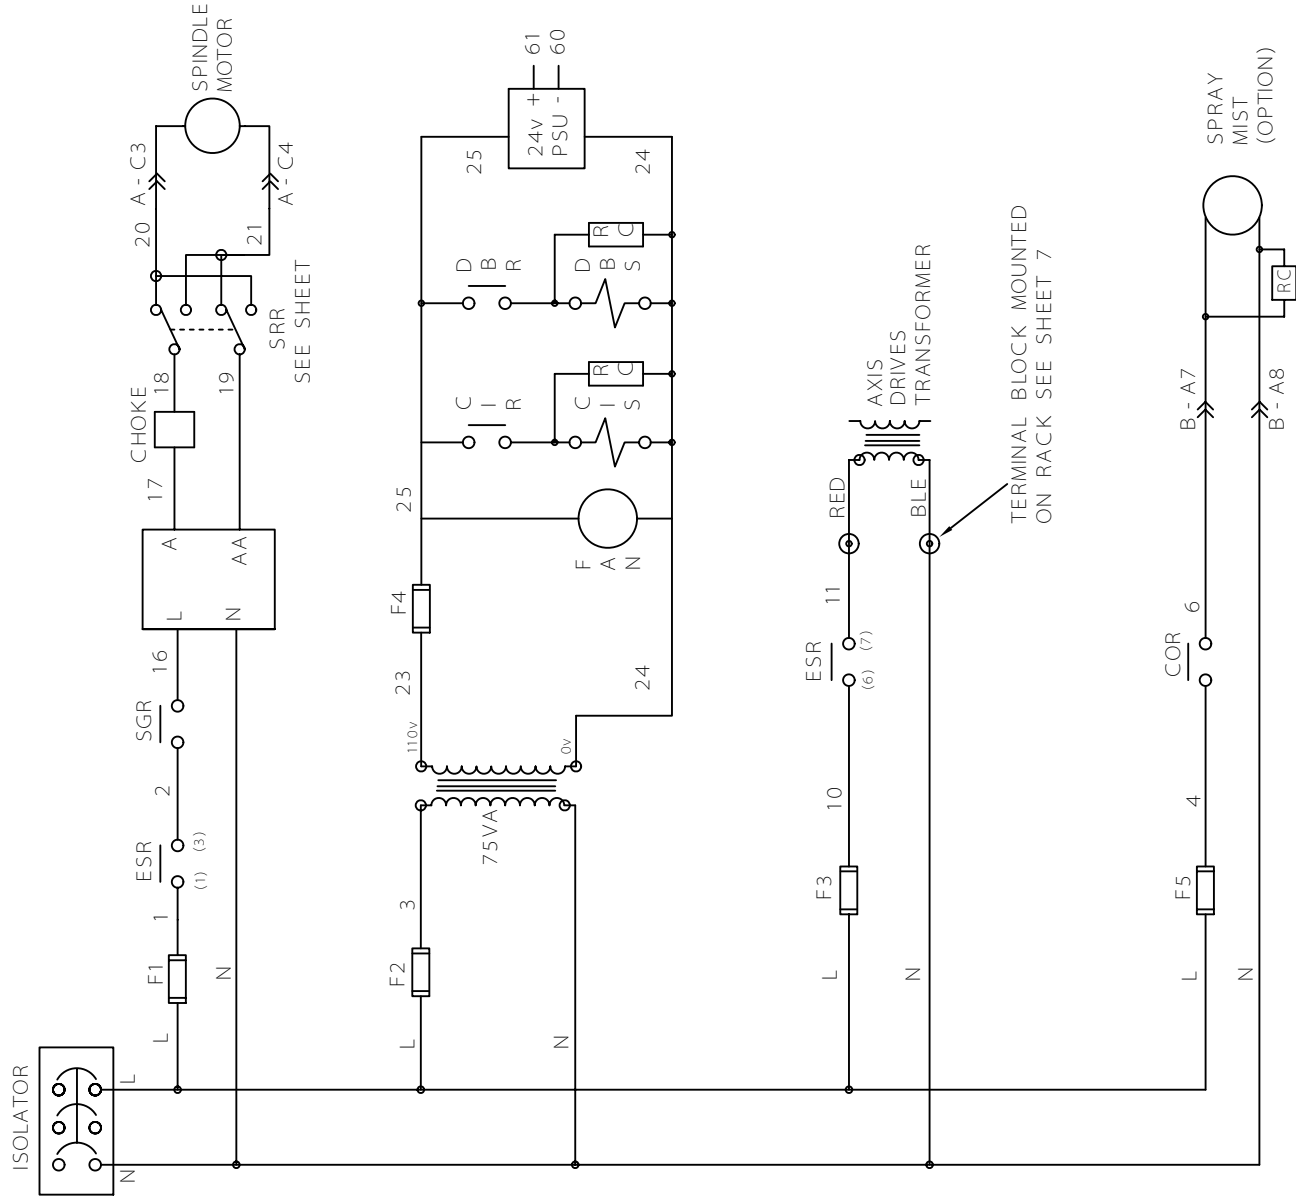 ISOLATOR
L
N
L
F1
1
ESR
(1)
(3)
2
SGR
16
N
L
N
A
AA
17
CHOKE
18
19
SRR
SEE SHEET
20
A - C3
21
A - C4
SPINDLE
MOTOR
L
F2
3
N
75VA
110v
0v
23
F4
25
24
F
A
N
C
I
R
C
I
S
R
C
D
B
R
D
B
S
R
C
25
24
24v +
PSU -
61
60
L
F3
10
ESR
(6)
(7)
11
N
RED
BLE
AXIS
DRIVES
TRANSFORMER
TERMINAL BLOCK MOUNTED
ON RACK SEE SHEET 7
L
F5
4
COR
6
N
B - A7
B - A8
RC
SPRAY
MIST
(OPTION)